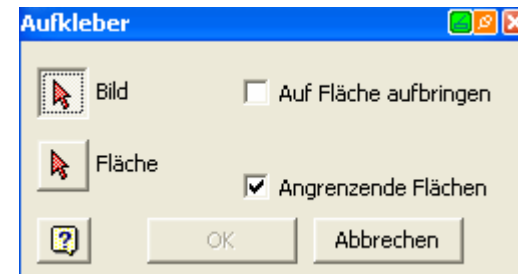 Aufkleber
Bild
Auf Fläche aufbringen
Fläche
Angrenzende Flächen
?
OK
Abbrechen